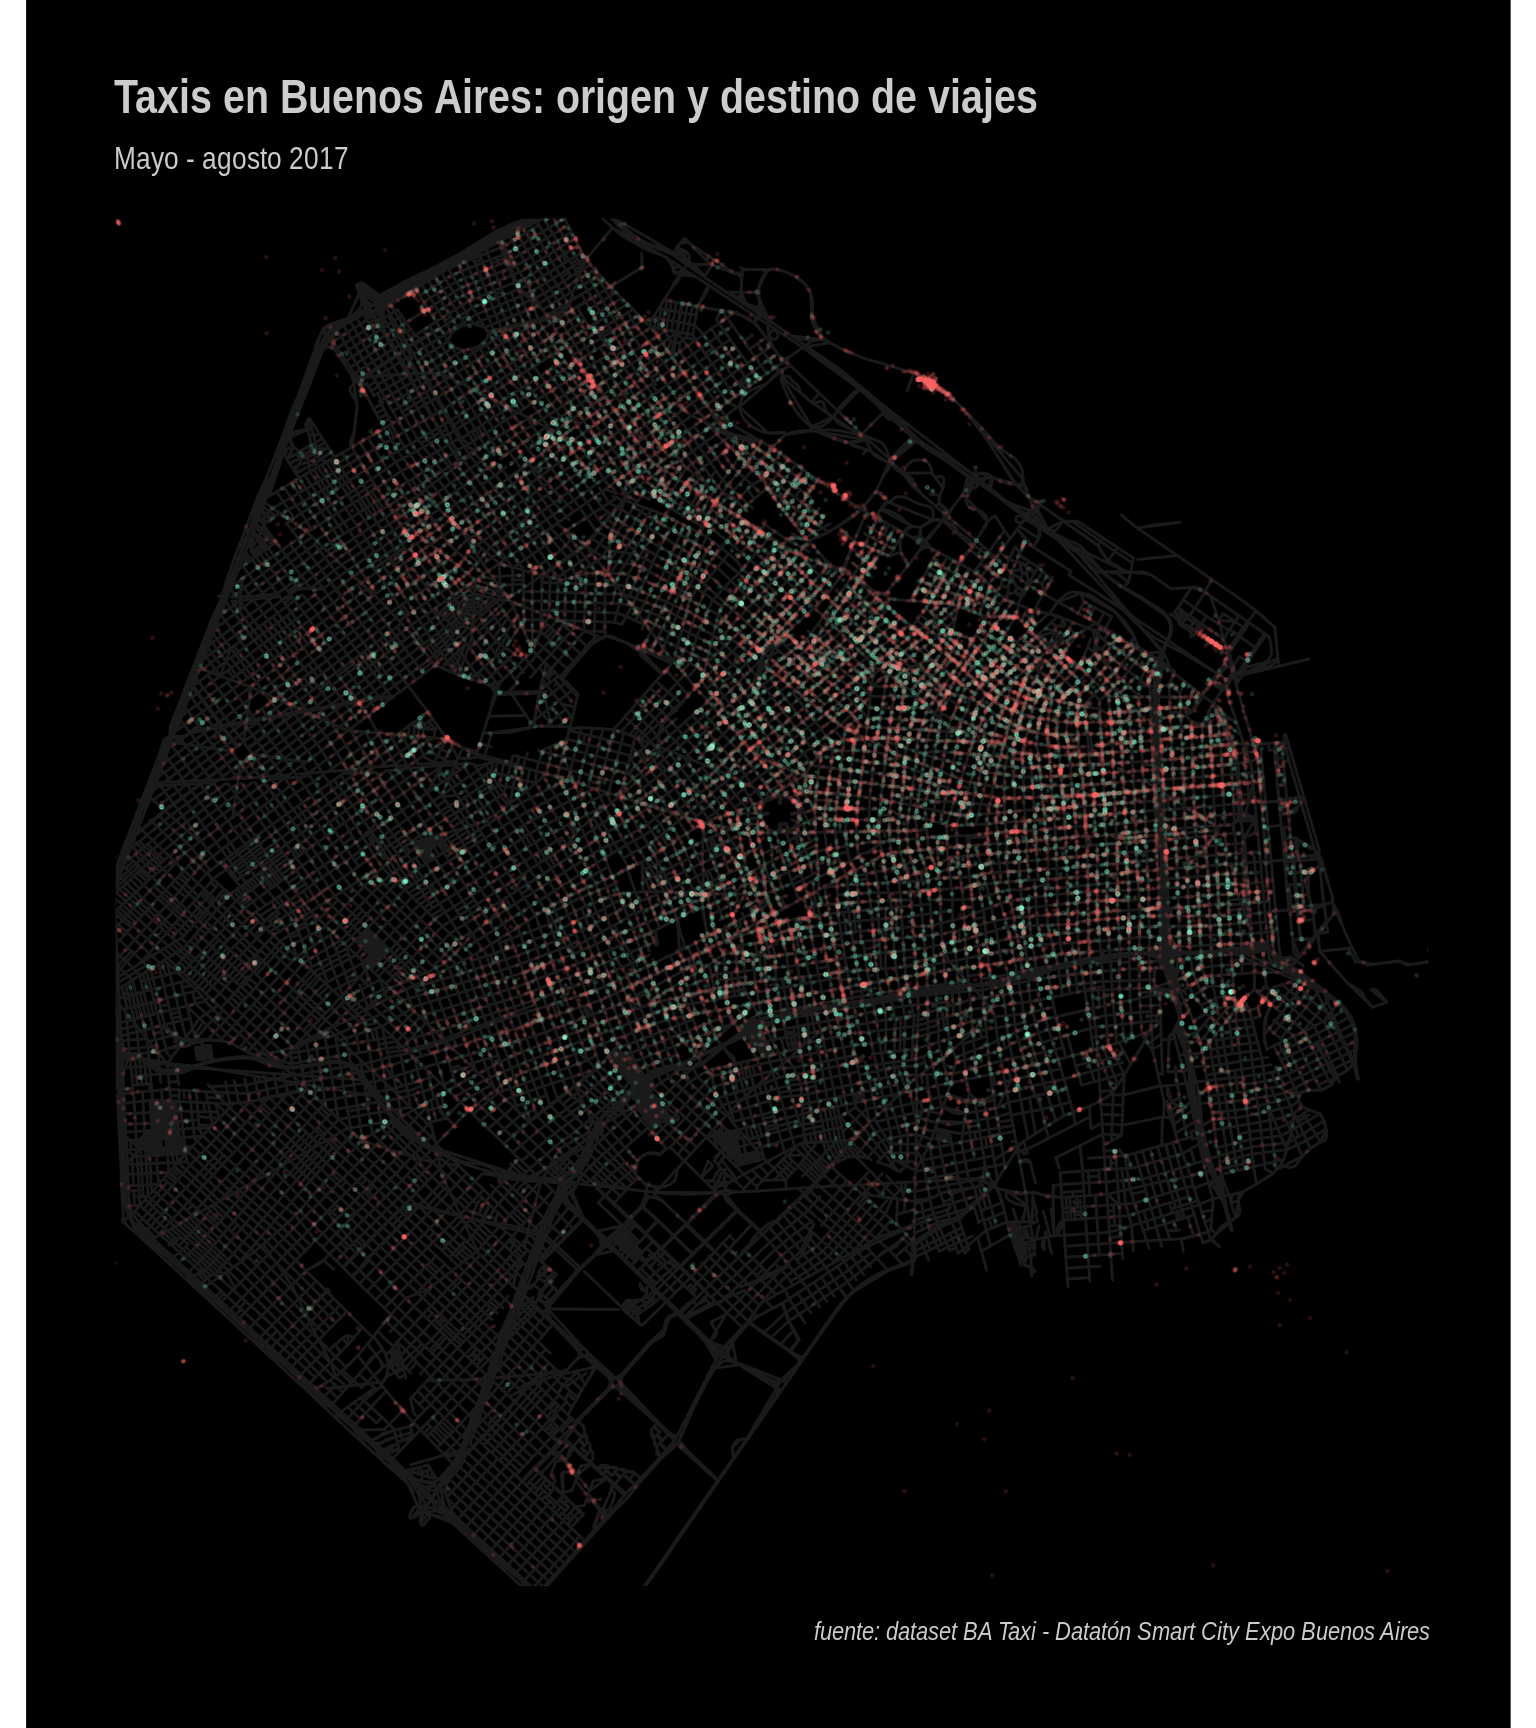 Taxis en Buenos Aires: origen y destino de viajes
Mayo - agosto 2017
fuente: dataset BA Taxi - Datatón Smart City Expo Buenos Aires